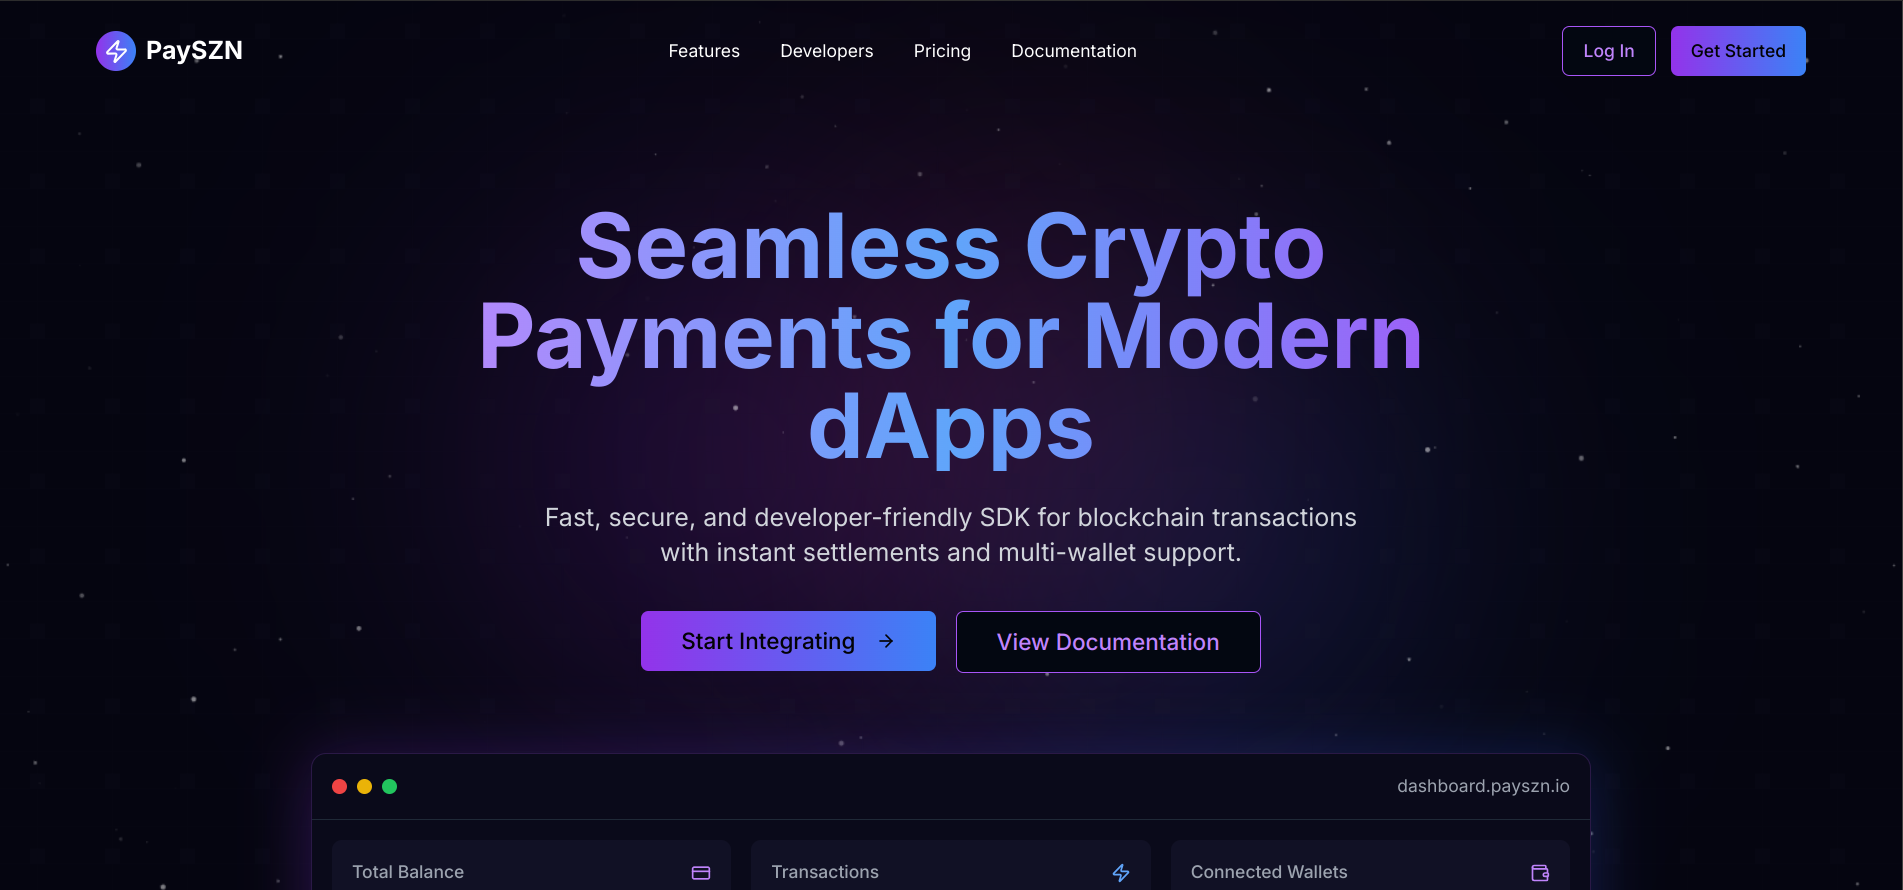 PaySZN
Features
Developers
Pricing
Documentation
Log In
Get Started
Seamless Crypto
Payments for Modern
dApps
Fast, secure, and developer-friendly SDK for blockchain transactions
with instant settlements and multi-wallet support.
Start Integrating →
View Documentation
dashboard.payszn.io
Total Balance
Transactions
Connected Wallets